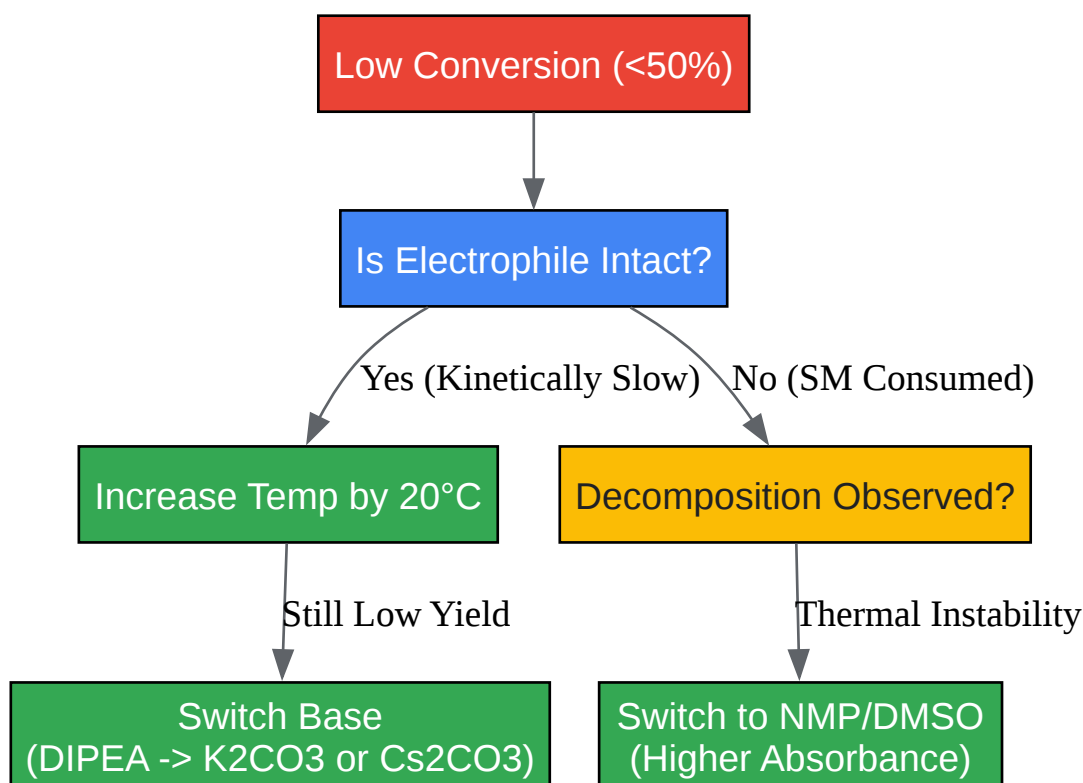 Low Conversion (<50%)
Is Electrophile Intact?
Yes (Kinetically Slow)
No (SM Consumed)
Increase Temp by 20°C
Decomposition Observed?
Still Low Yield
Thermal Instability
Switch Base
(DIPEA -> K2CO3 or Cs2CO3)
Switch to NMP/DMSO
(Higher Absorbance)